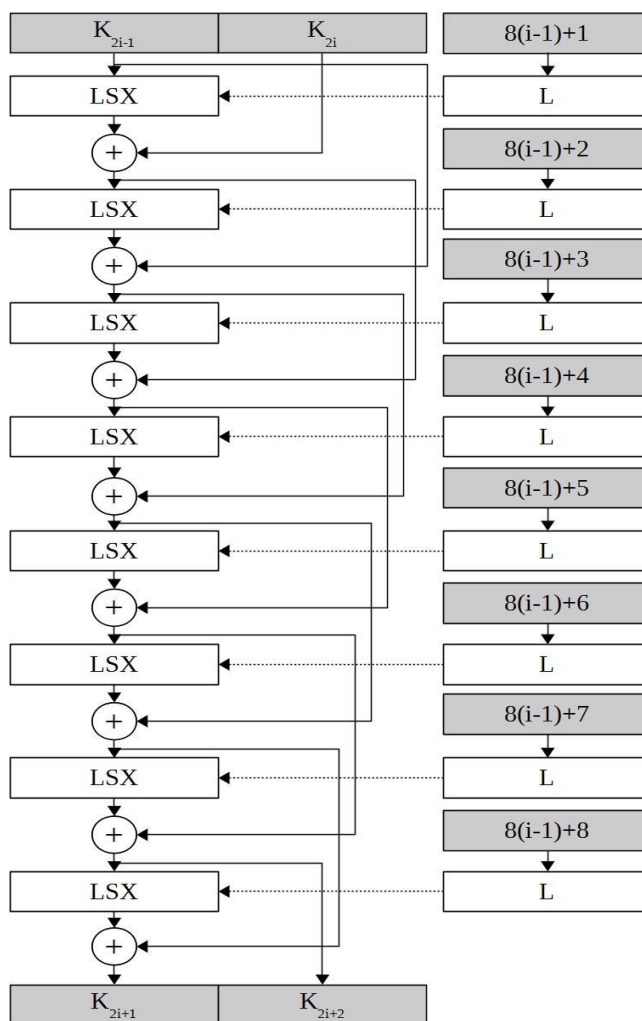 K2i-1 K2i 8(i-1)+1
LSX L
+ 8(i-1)+2
LSX L
+ 8(i-1)+3
LSX L
+ 8(i-1)+4
LSX L
+ 8(i-1)+5
LSX L
+ 8(i-1)+6
LSX L
+ 8(i-1)+7
LSX L
+ 8(i-1)+8
LSX L
+
K2i+1 K2i+2